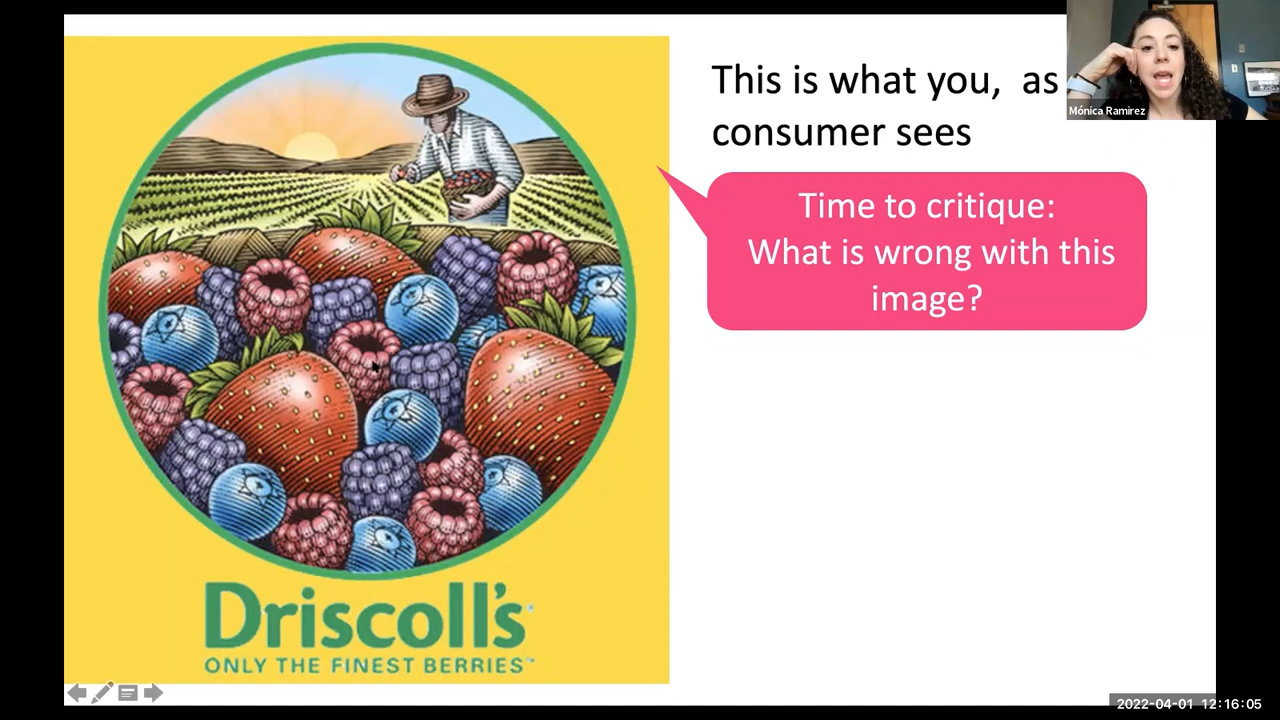 This is what you,  as
consumer sees
Mónica Ramirez
Time to critique:
What is wrong with this
image?
Driscoll's
ONLY THE FINEST BERRIES™
2022-04-01 12:16:05